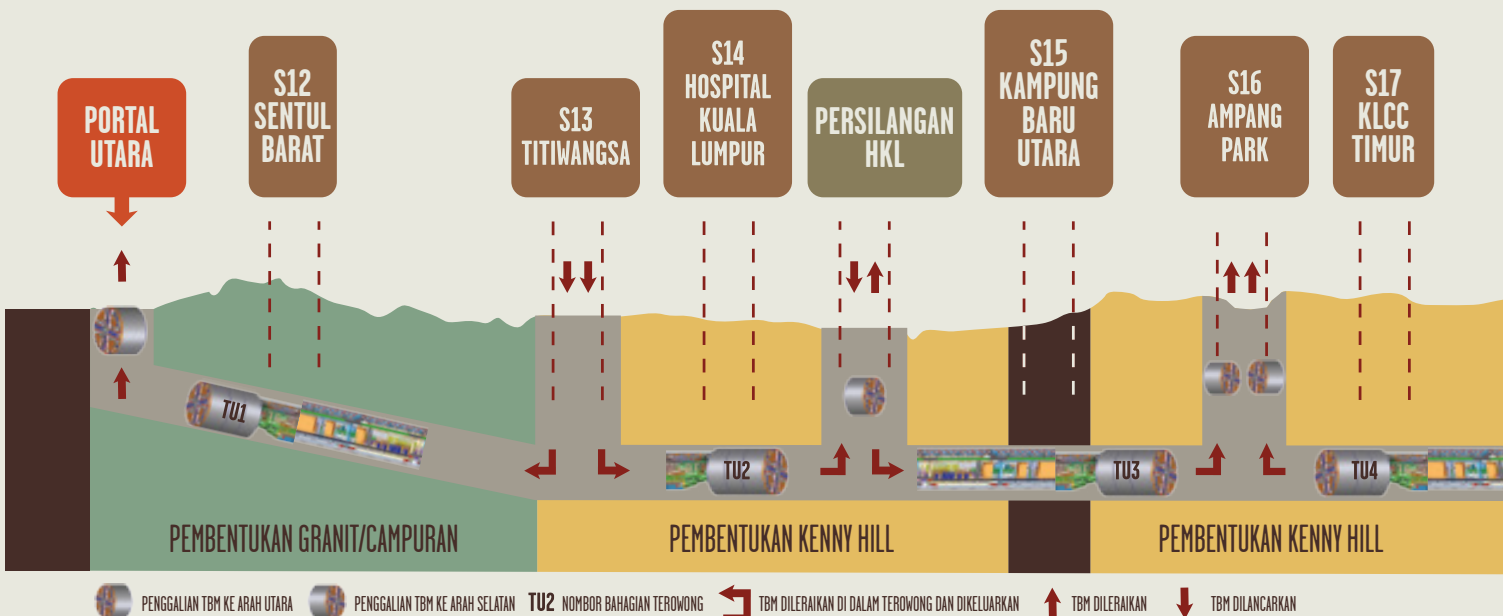 PORTAL
UTARA
S12
SENTUL
BARAT
S13
TITIWANGSA
S14
HOSPITAL
KUALA
LUMPUR
PERSILANGAN
HKL
S15
KAMPUNG
BARU
UTARA
S16
AMPANG
PARK
S17
KLCC
TIMUR
TU1
TU2
TU3
TU4
PEMBENTUKAN GRANIT/CAMPURAN
PEMBENTUKAN KENNY HILL
PEMBENTUKAN KENNY HILL
PENGGALIAN TBM KE ARAH UTARA
PENGGALIAN TBM KE ARAH SELATAN
TU2 NOMBOR BAHAGIAN TEROWONG
TBM DILERAIKAN DI DALAM TEROWONG DAN DIKELUARKAN
TBM DILERAIKAN
TBM DILANCARKAN